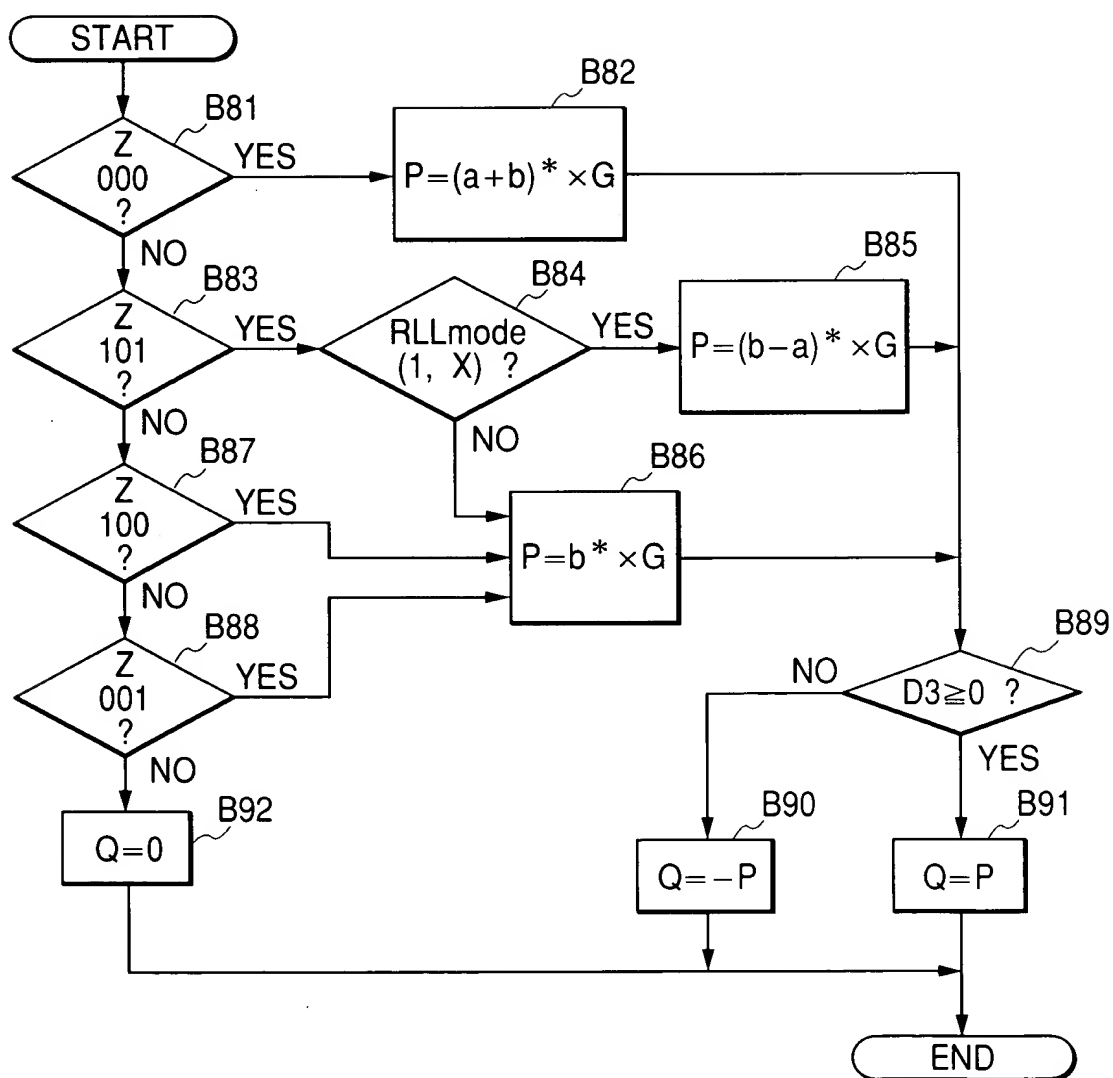 START
B81
Z
000
?
YES
NO
B82
P=(a+b)*×G
B83
Z
101
?
YES
NO
B84
RLLmode
(1, X) ?
YES
NO
B85
P=(b−a)*×G
B86
P=b*×G
B87
Z
100
?
YES
NO
B88
Z
001
?
YES
NO
B89
D3≧0 ?
NO
YES
B90
Q=−P
B91
Q=P
B92
Q=0
END